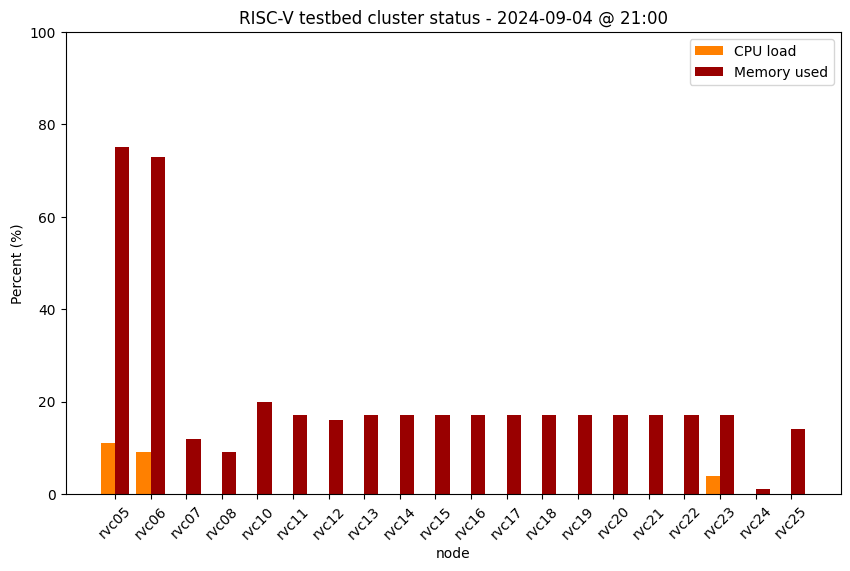 RISC-V testbed cluster status - 2024-09-04 @ 21:00
CPU load
Memory used
Percent (%)
100
80
60
40
20
0
rvc05
rvc06
rvc07
rvc08
rvc10
rvc11
rvc12
rvc13
rvc14
rvc15
rvc16
rvc17
rvc18
rvc19
rvc20
rvc21
rvc22
rvc23
rvc24
rvc25
node